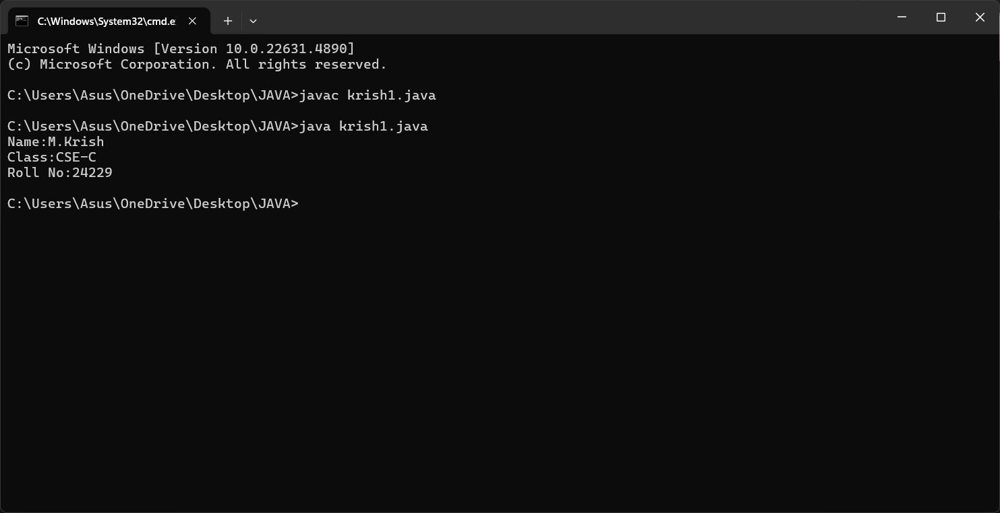 C:\Windows\System32\cmd.e
Microsoft Windows [Version 10.0.22631.4890]
(c) Microsoft Corporation. All rights reserved.
C:\Users\Asus\OneDrive\Desktop\JAVA>javac krish1.java
C:\Users\Asus\OneDrive\Desktop\JAVA>java krish1.java
Name:M.Krish
Class:CSE-C
Roll No:24229
C:\Users\Asus\OneDrive\Desktop\JAVA>